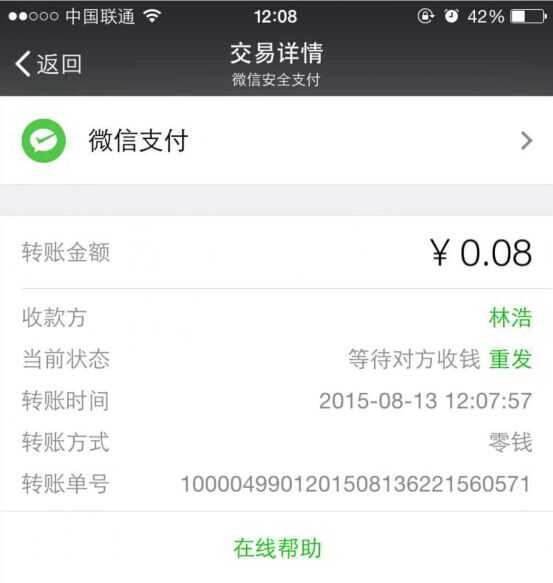 中国联通 12:08 42%
返回 交易详情
微信安全支付
微信支付
转账金额 ¥ 0.08
收款方 林浩
当前状态 等待对方收钱 重发
转账时间 2015-08-13 12:07:57
转账方式 零钱
转账单号 1000049901201508136221560571
在线帮助